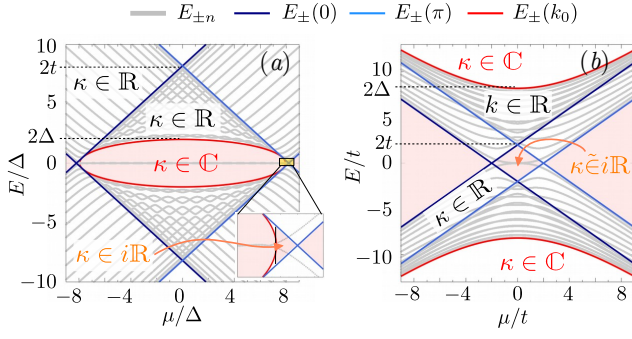 E±n E±(0) E±(π) E±(k₀)
(a)
E/Δ
10
2t
5
2Δ
0
−5
−10
κ ∈ ℝ
κ ∈ ℝ
κ ∈ ℂ
κ ∈ iℝ
−8 −4 0 4 8
μ/Δ
(b)
E/t
10
2Δ
5
2t
0
−5
−10
κ ∈ ℂ
k ∈ ℝ
κ ∈̃ iℝ
κ ∈ ℝ
κ ∈ ℂ
−8 −4 0 4 8
μ/t